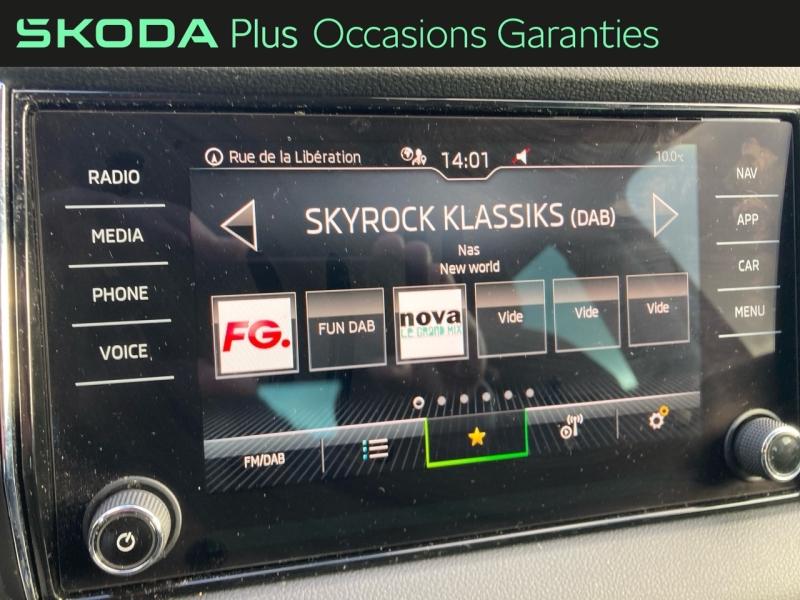 SKODA Plus Occasions Garanties
Rue de la Libération 14:01 10.0°C
RADIO
MEDIA
PHONE
VOICE
SKYROCK KLASSIKS (DAB)
Nas
New world
FG.
FUN DAB
nova
LE GRAND MIX
Vide
Vide
Vide
FM/DAB
NAV
APP
CAR
MENU